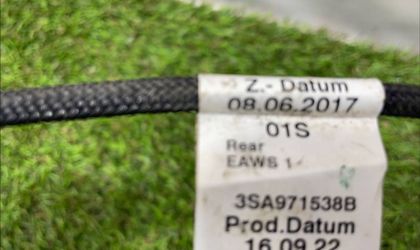 Z.- Datum
08.06.2017
01S
Rear
EAWS 1
3SA971538B
Prod.Datum
16.09.22